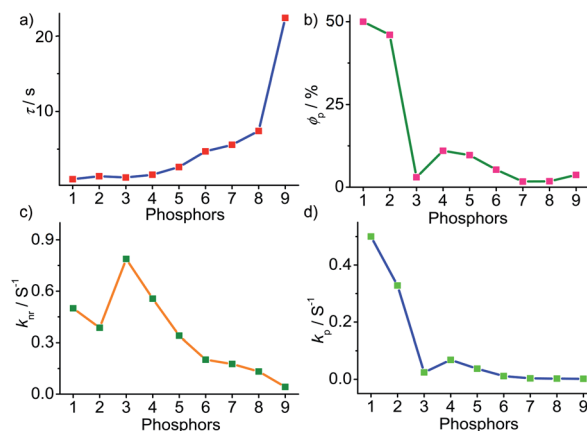 a)
τ / s
20
10
1 2 3 4 5 6 7 8 9
Phosphors
b)
ϕp / %
50
25
0
1 2 3 4 5 6 7 8 9
Phosphors
c)
knr / S-1
0.9
0.6
0.3
0.0
1 2 3 4 5 6 7 8 9
Phosphors
d)
kp / S-1
0.4
0.2
0.0
1 2 3 4 5 6 7 8 9
Phosphors